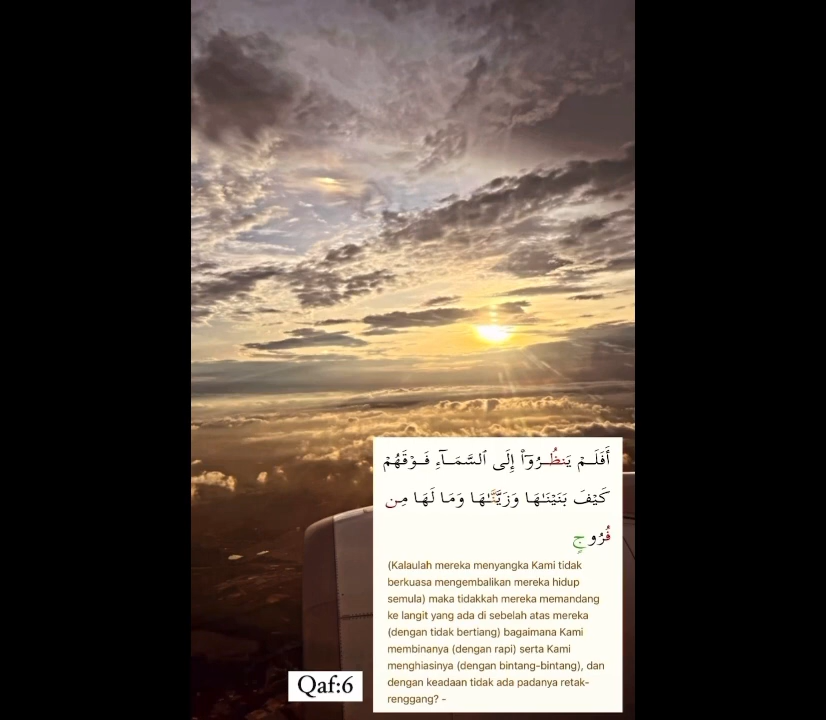 أَفَلَمْ يَنظُرُوٓا۟ إِلَى ٱلسَّمَآءِ فَوْقَهُمْ
كَيْفَ بَنَيْنَـٰهَا وَزَيَّنَّـٰهَا وَمَا لَهَا مِن
فُرُوجٍ
(Kalaulah mereka menyangka Kami tidak
berkuasa mengembalikan mereka hidup
semula) maka tidakkah mereka memandang
ke langit yang ada di sebelah atas mereka
(dengan tidak bertiang) bagaimana Kami
membinanya (dengan rapi) serta Kami
menghiasinya (dengan bintang-bintang), dan
dengan keadaan tidak ada padanya retak-
renggang? -
Qaf:6